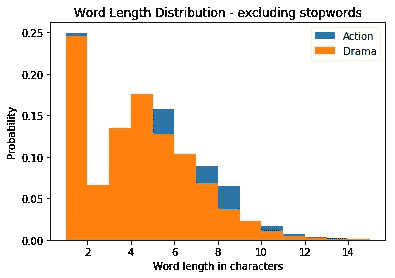 Word Length Distribution - excluding stopwords
Action
Drama
Probability
0.25
0.20
0.15
0.10
0.05
0.00
2 4 6 8 10 12 14
Word length in characters